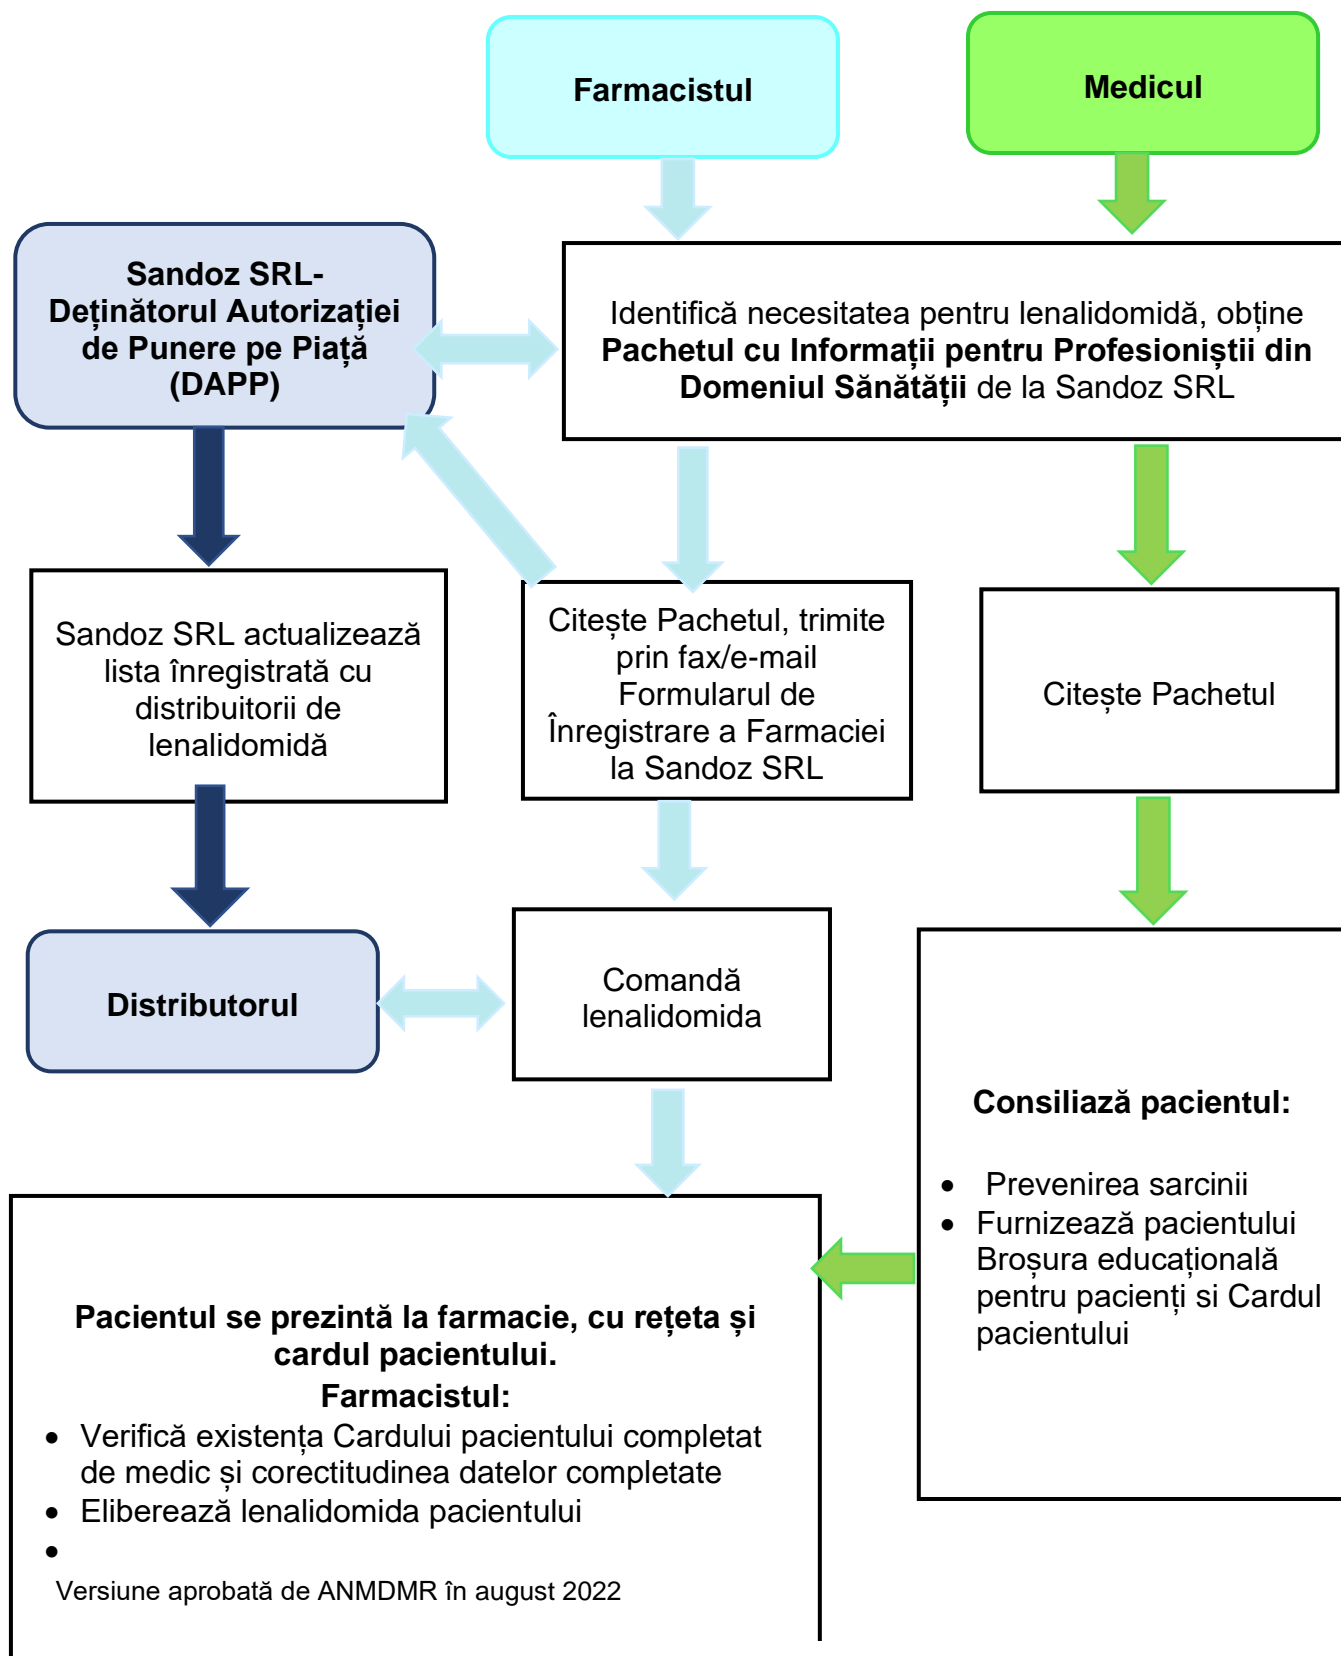 Farmacistul
Medicul
Sandoz SRL-
Deținătorul Autorizației
de Punere pe Piață
(DAPP)
Identifică necesitatea pentru lenalidomidă, obține
Pachetul cu Informații pentru Profesioniștii din
Domeniul Sănătății de la Sandoz SRL
Sandoz SRL actualizează
lista înregistrată cu
distribuitorii de
lenalidomidă
Citește Pachetul, trimite
prin fax/e-mail
Formularul de
Înregistrare a Farmaciei
la Sandoz SRL
Citește Pachetul
Distributorul
Comandă
lenalidomida
Consiliază pacientul:
• Prevenirea sarcinii
• Furnizează pacientului
Broșura educațională
pentru pacienți si Cardul
pacientului
Pacientul se prezintă la farmacie, cu rețeta și
cardul pacientului.
Farmacistul:
• Verifică existența Cardului pacientului completat
de medic și corectitudinea datelor completate
• Eliberează lenalidomida pacientului
•
Versiune aprobată de ANMDMR în august 2022